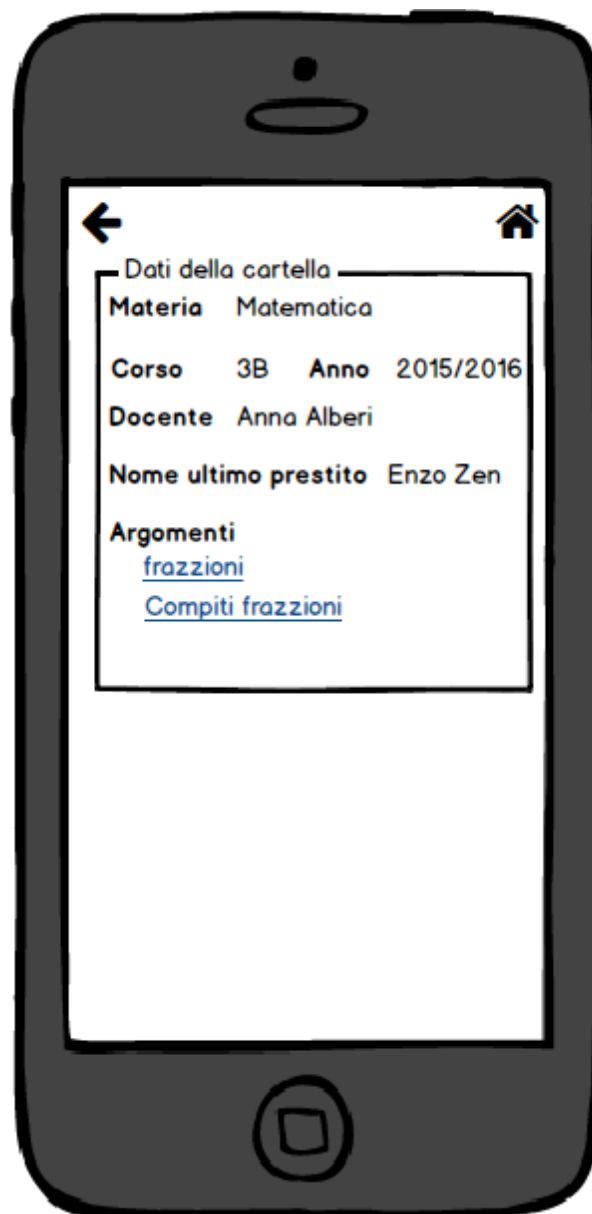 Dati della cartella
Materia Matematica
Corso 3B Anno 2015/2016
Docente Anna Alberi
Nome ultimo prestito Enzo Zen
Argomenti
frazzioni
Compiti frazzioni